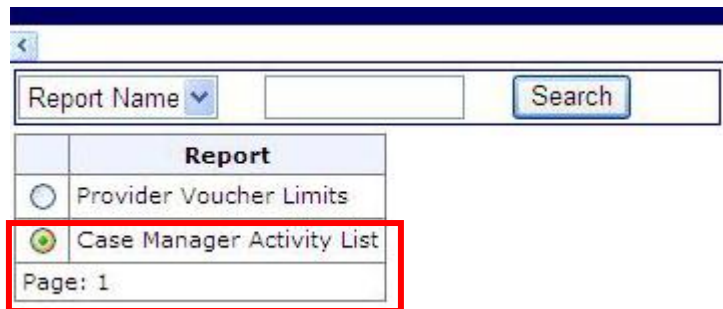 Report Name Search
Report
Provider Voucher Limits
Case Manager Activity List
Page: 1